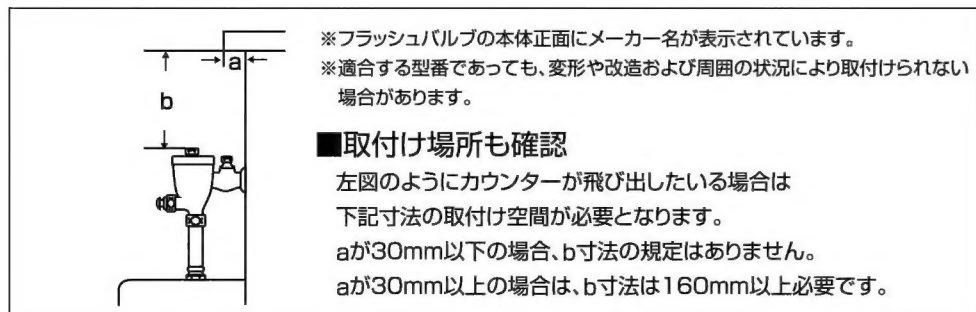 a
b
※フラッシュバルブの本体正面にメーカー名が表示されています。
※適合する型番であっても、変形や改造および周囲の状況により取付けられない
場合があります。
■取付け場所も確認
左図のようにカウンターが飛び出したいる場合は
下記寸法の取付け空間が必要となります。
aが30mm以下の場合、b寸法の規定はありません。
aが30mm以上の場合は、b寸法は160mm以上必要です。